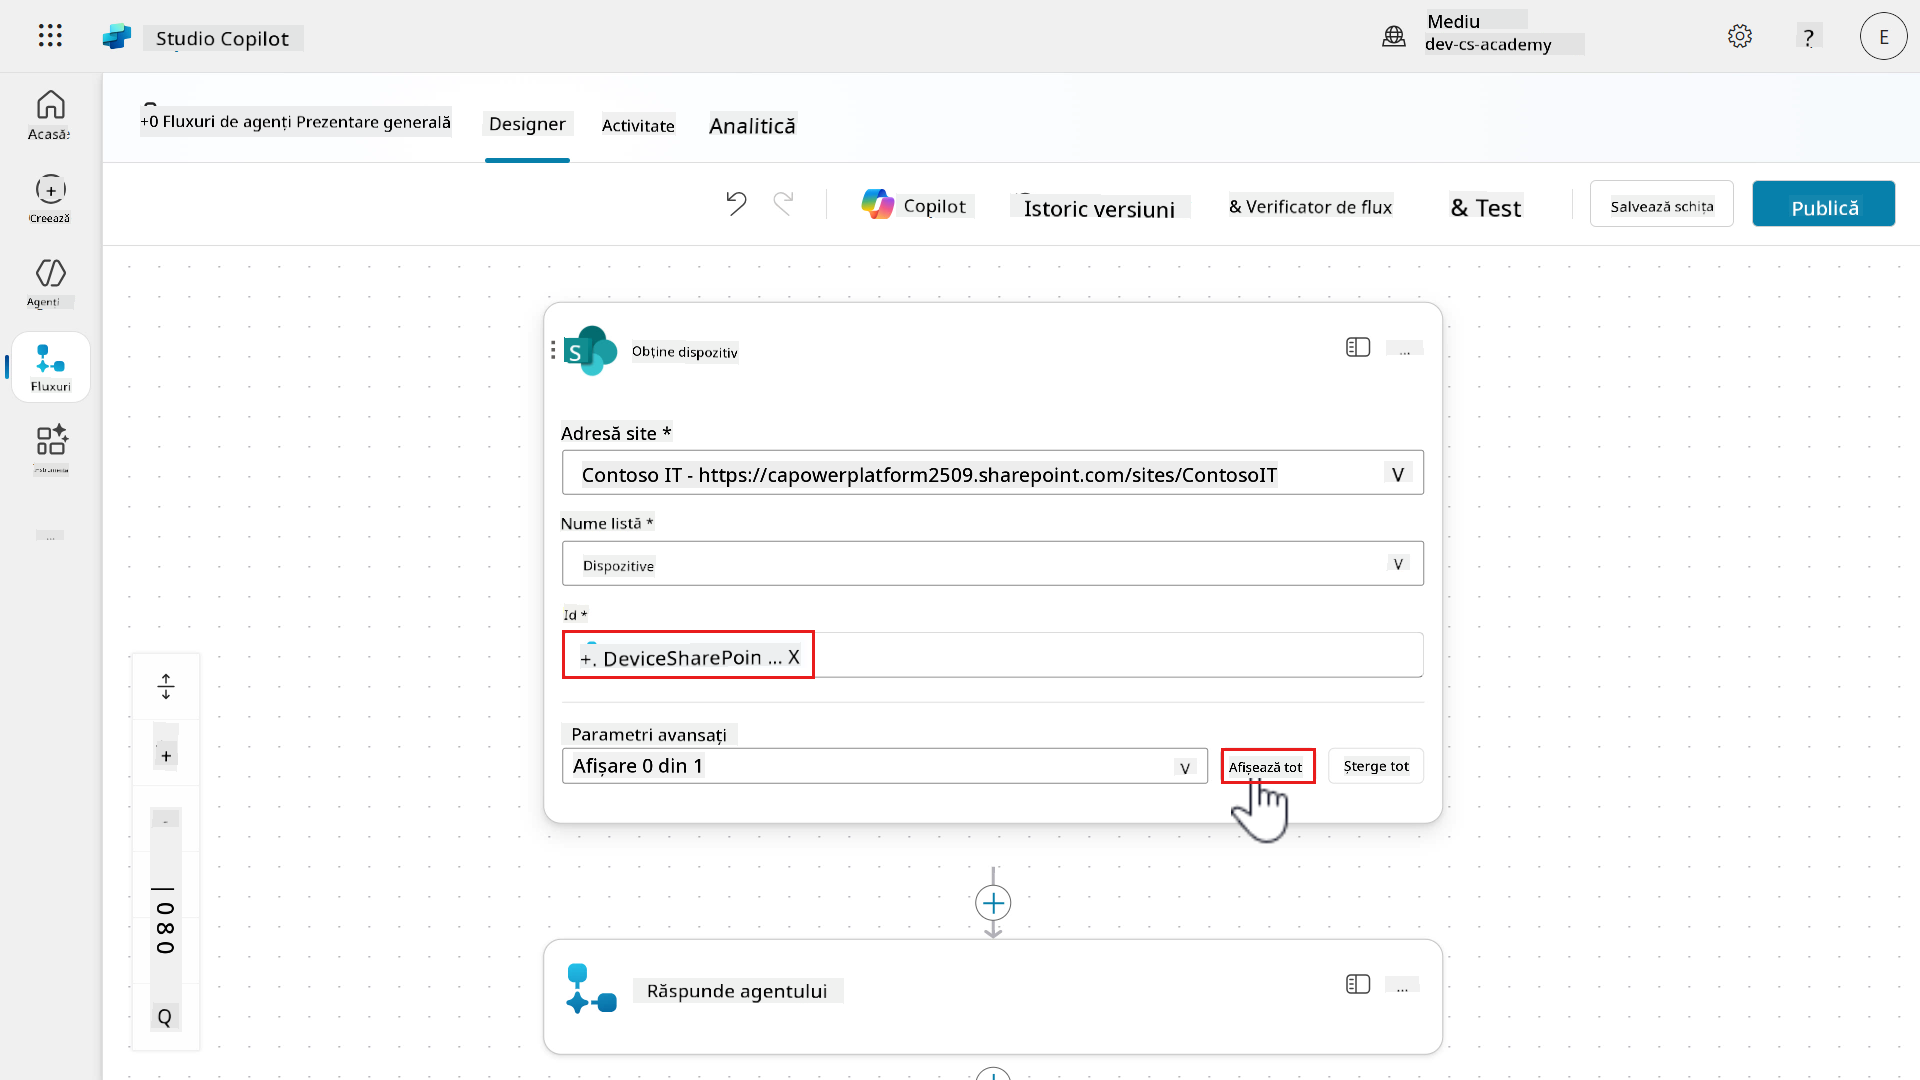 Studio Copilot
Mediu
dev-cs-academy
?
E
Acasă
Creează
Agenți
Fluxuri
...
+0 Fluxuri de agenți Prezentare generală
Designer
Activitate
Analitică
Copilot
Istoric versiuni
& Verificator de flux
& Test
Salvează schița
Publică
S
Obține dispozitiv
...
Adresă site *
Contoso IT - https://capowerplatform2509.sharepoint.com/sites/ContosoIT
V
Nume listă *
Dispozitive
V
Id *
+. DeviceSharePoin ... X
Parametri avansați
Afișare 0 din 1
V
Afișează tot
Șterge tot
+
-
| 080
Q
Răspunde agentului
...